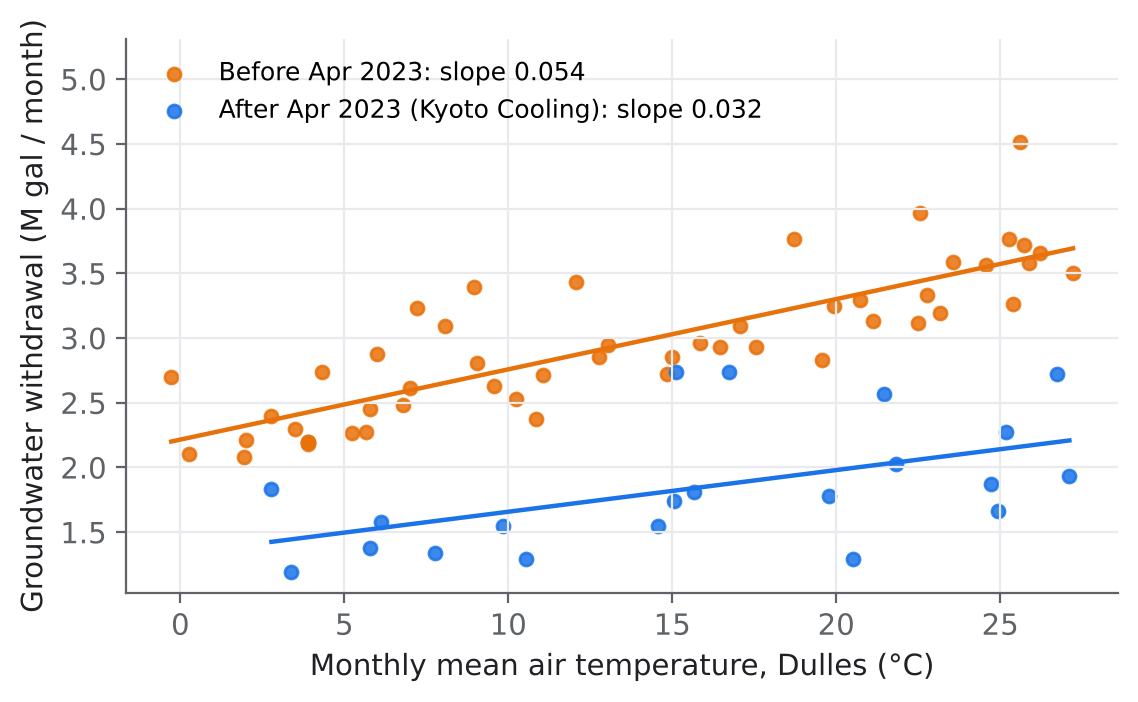 Before Apr 2023: slope 0.054
After Apr 2023 (Kyoto Cooling): slope 0.032
Groundwater withdrawal (M gal / month)
5.0
4.5
4.0
3.5
3.0
2.5
2.0
1.5
0 5 10 15 20 25
Monthly mean air temperature, Dulles (°C)